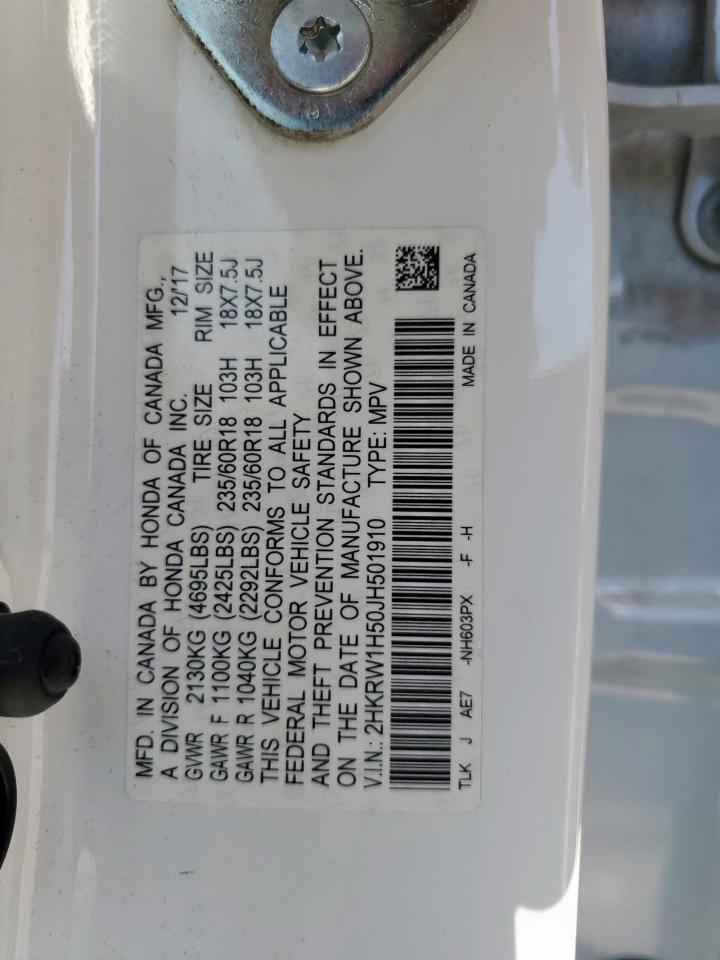 MFD. IN CANADA BY HONDA OF CANADA MFG.,
A DIVISION OF HONDA CANADA INC. 12/17
GVWR 2130KG (4695LBS) TIRE SIZE RIM SIZE
GAWR F 1100KG (2425LBS) 235/60R18 103H 18X7.5J
GAWR R 1040KG (2292LBS) 235/60R18 103H 18X7.5J
THIS VEHICLE CONFORMS TO ALL APPLICABLE
FEDERAL MOTOR VEHICLE SAFETY
AND THEFT PREVENTION STANDARDS IN EFFECT
ON THE DATE OF MANUFACTURE SHOWN ABOVE.
V.I.N.: 2HKRW1H50JH501910 TYPE: MPV
TLK J AE7 -NH603PX -F -H MADE IN CANADA